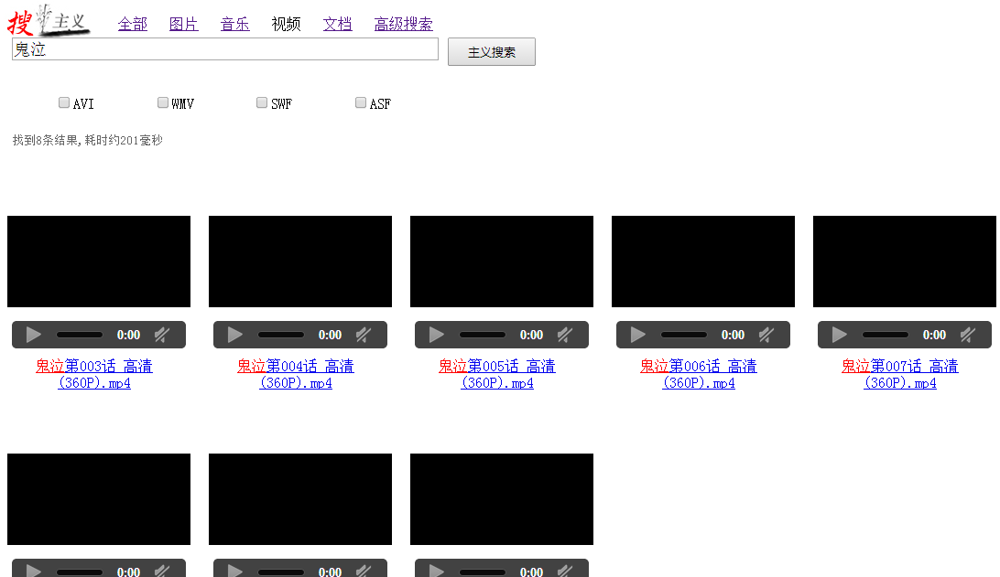 搜 主义 全部 图片 音乐 视频 文档 高级搜索
鬼泣 主义搜索
AVI WMV SWF ASF
找到8条结果,耗时约201毫秒
0:00 0:00 0:00 0:00 0:00
鬼泣第003话_高清 鬼泣第004话_高清 鬼泣第005话_高清 鬼泣第006话_高清 鬼泣第007话_高清
(360P).mp4 (360P).mp4 (360P).mp4 (360P).mp4 (360P).mp4
0:00 0:00 0:00